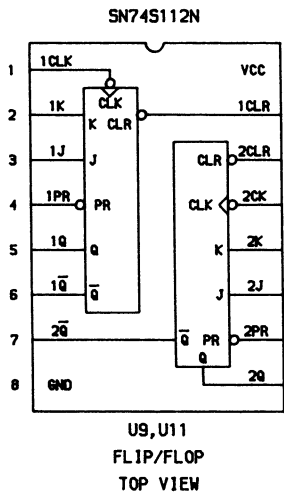 SN74S112N
1 1CLK VCC
CLK
2 1K K CLR 1CLR
3 1J J CLR 2CLR
4 1PR PR CLK 2CK
5 1Q Q K 2K
6 1Q̅ Q̅ J 2J
7 2Q̅ Q̅ PR 2PR
Q
8 GND 2Q
U9,U11
FLIP/FLOP
TOP VIEW